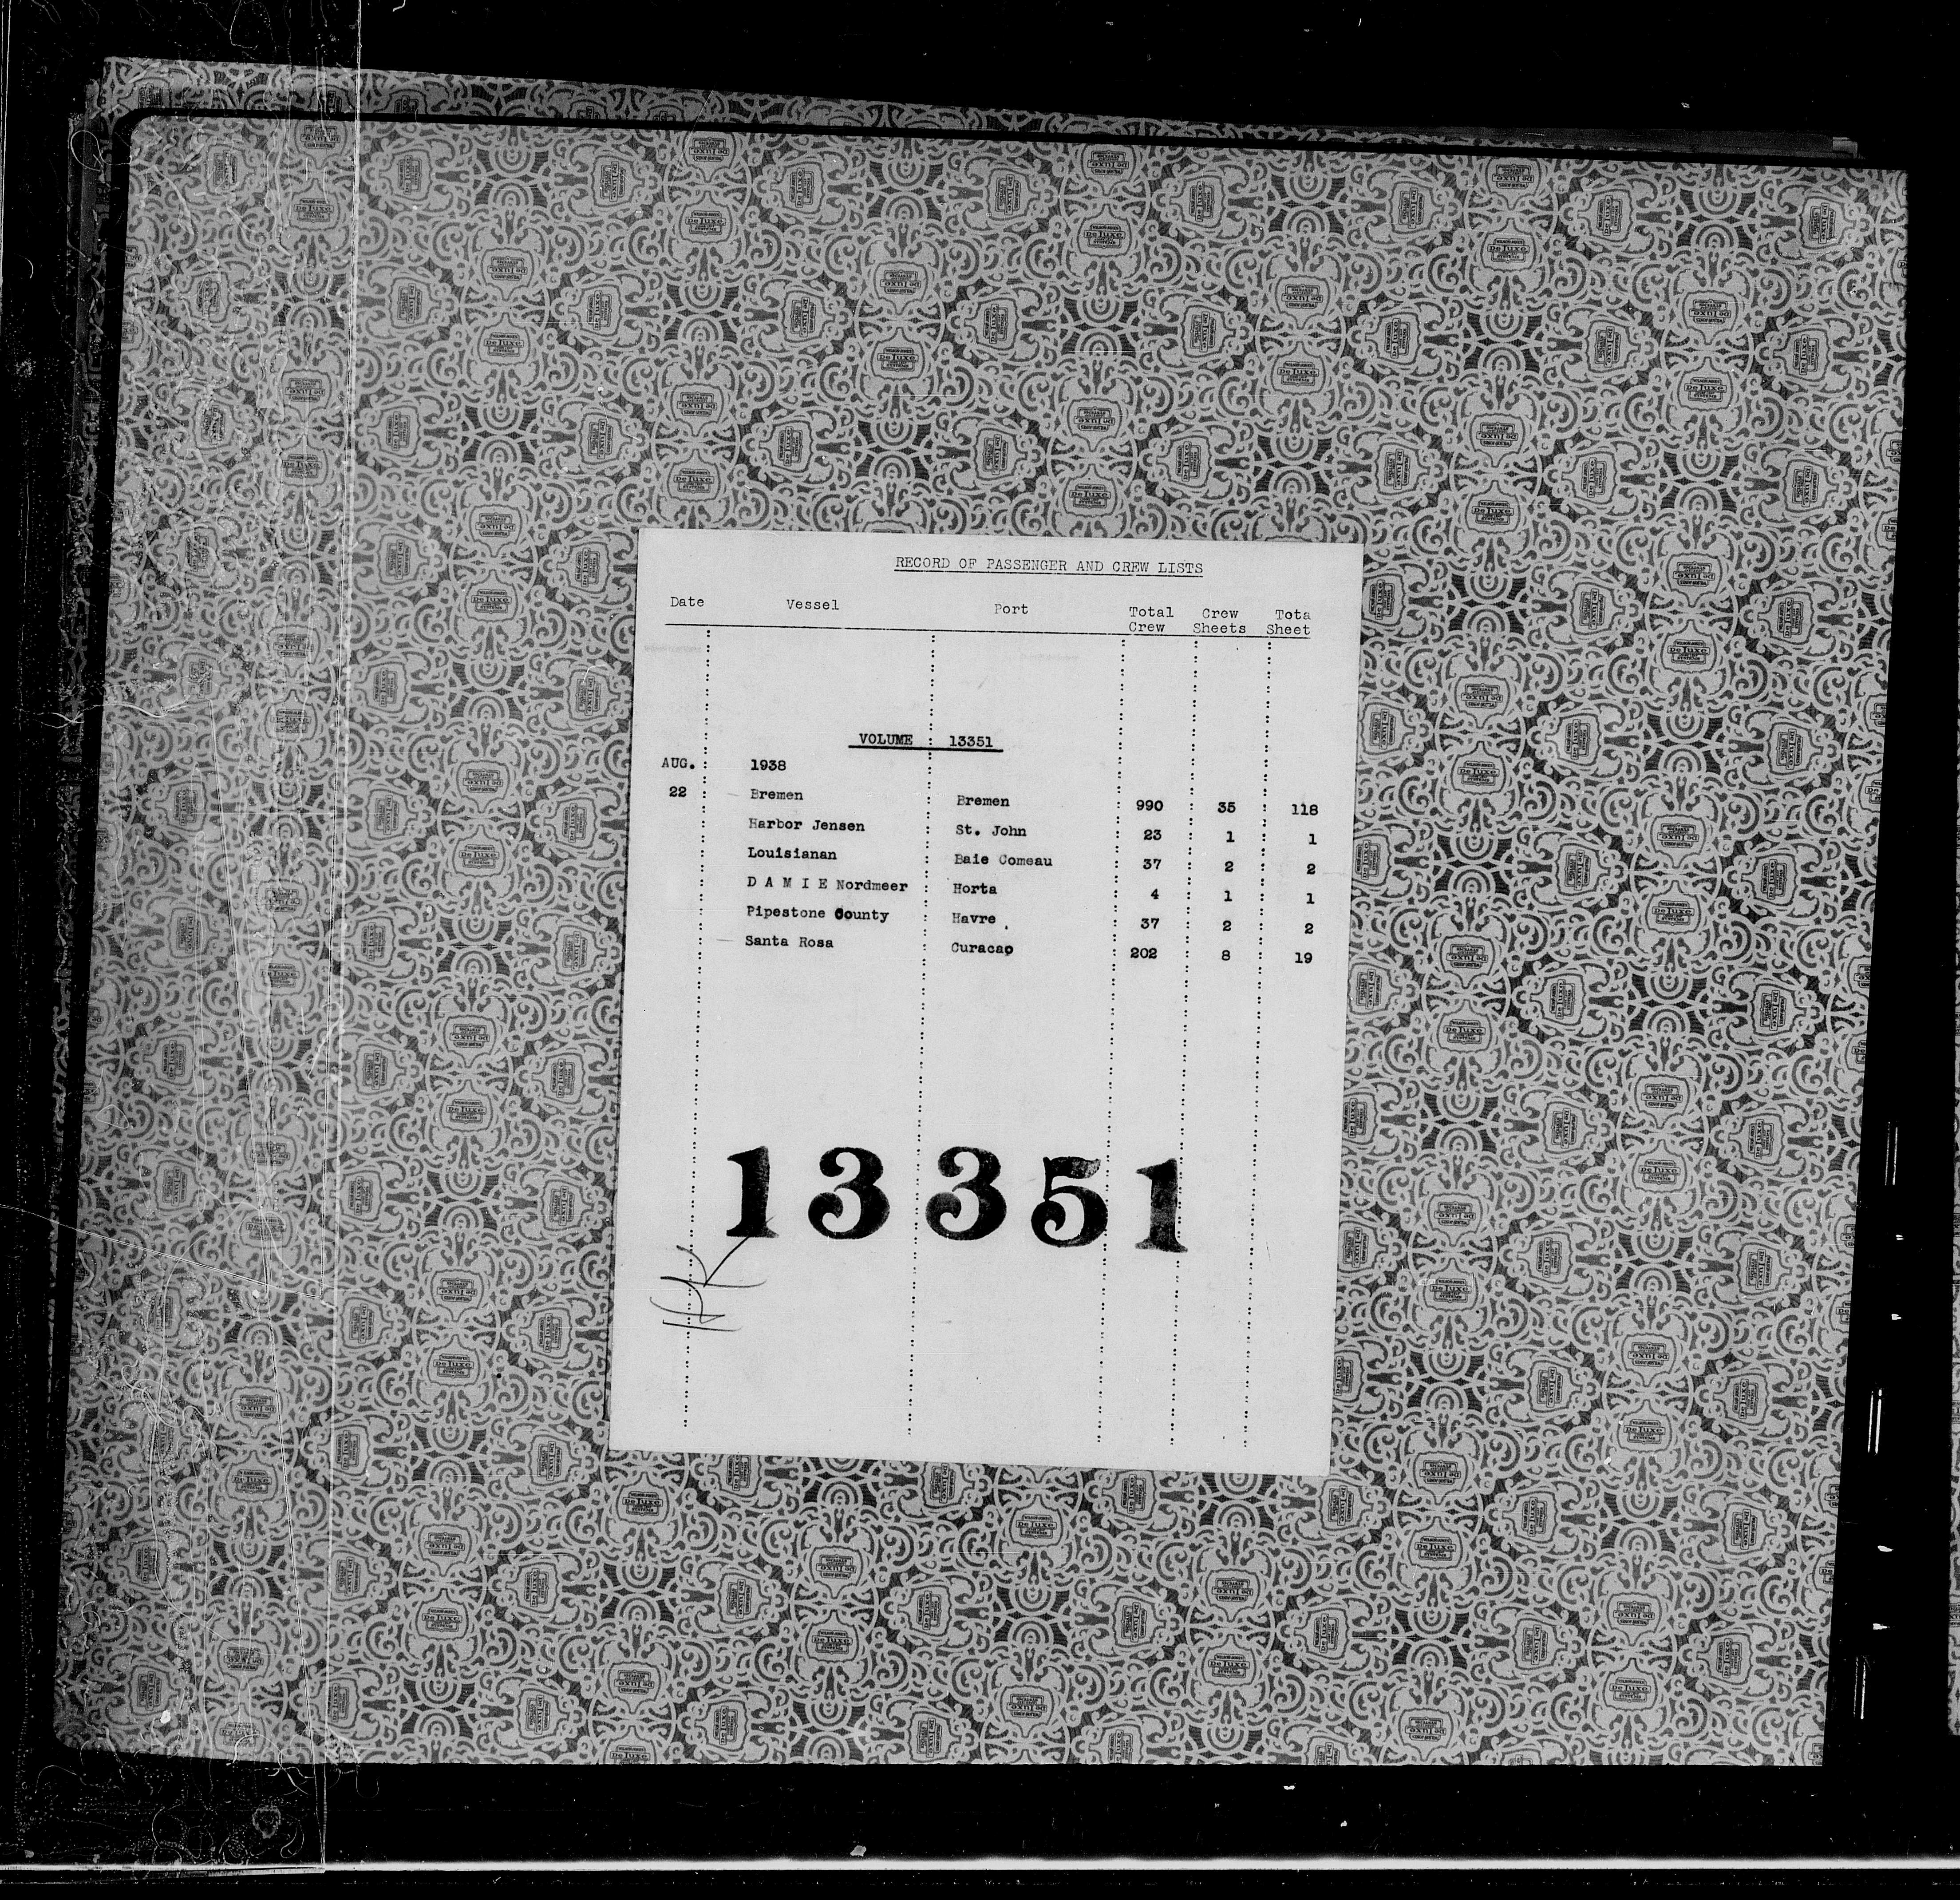 RECORD OF PASSENGER AND CREW LISTS
Date Vessel Port Total Crew Crew Sheets Tota Sheet
VOLUME : 13351
AUG. 1938
22 Bremen Bremen 990 35 118
Harbor Jensen St. John 23 1 1
Louisianan Baie Comeau 37 2 2
D A M I E Nordmeer Horta 4 1 1
Pipestone County Havre 37 2 2
Santa Rosa Curacao 202 8 19
13351
De Luxe